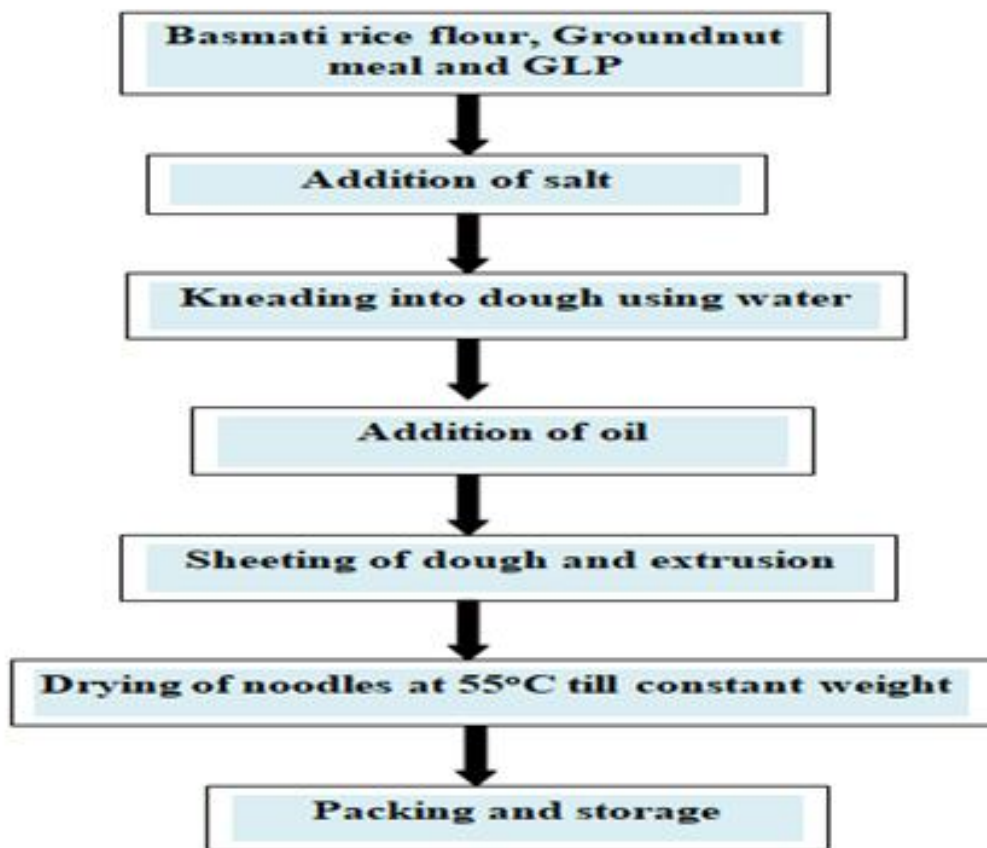 Basmati rice flour, Groundnut
meal and GLP
Addition of salt
Kneading into dough using water
Addition of oil
Sheeting of dough and extrusion
Drying of noodles at 55°C till constant weight
Packing and storage